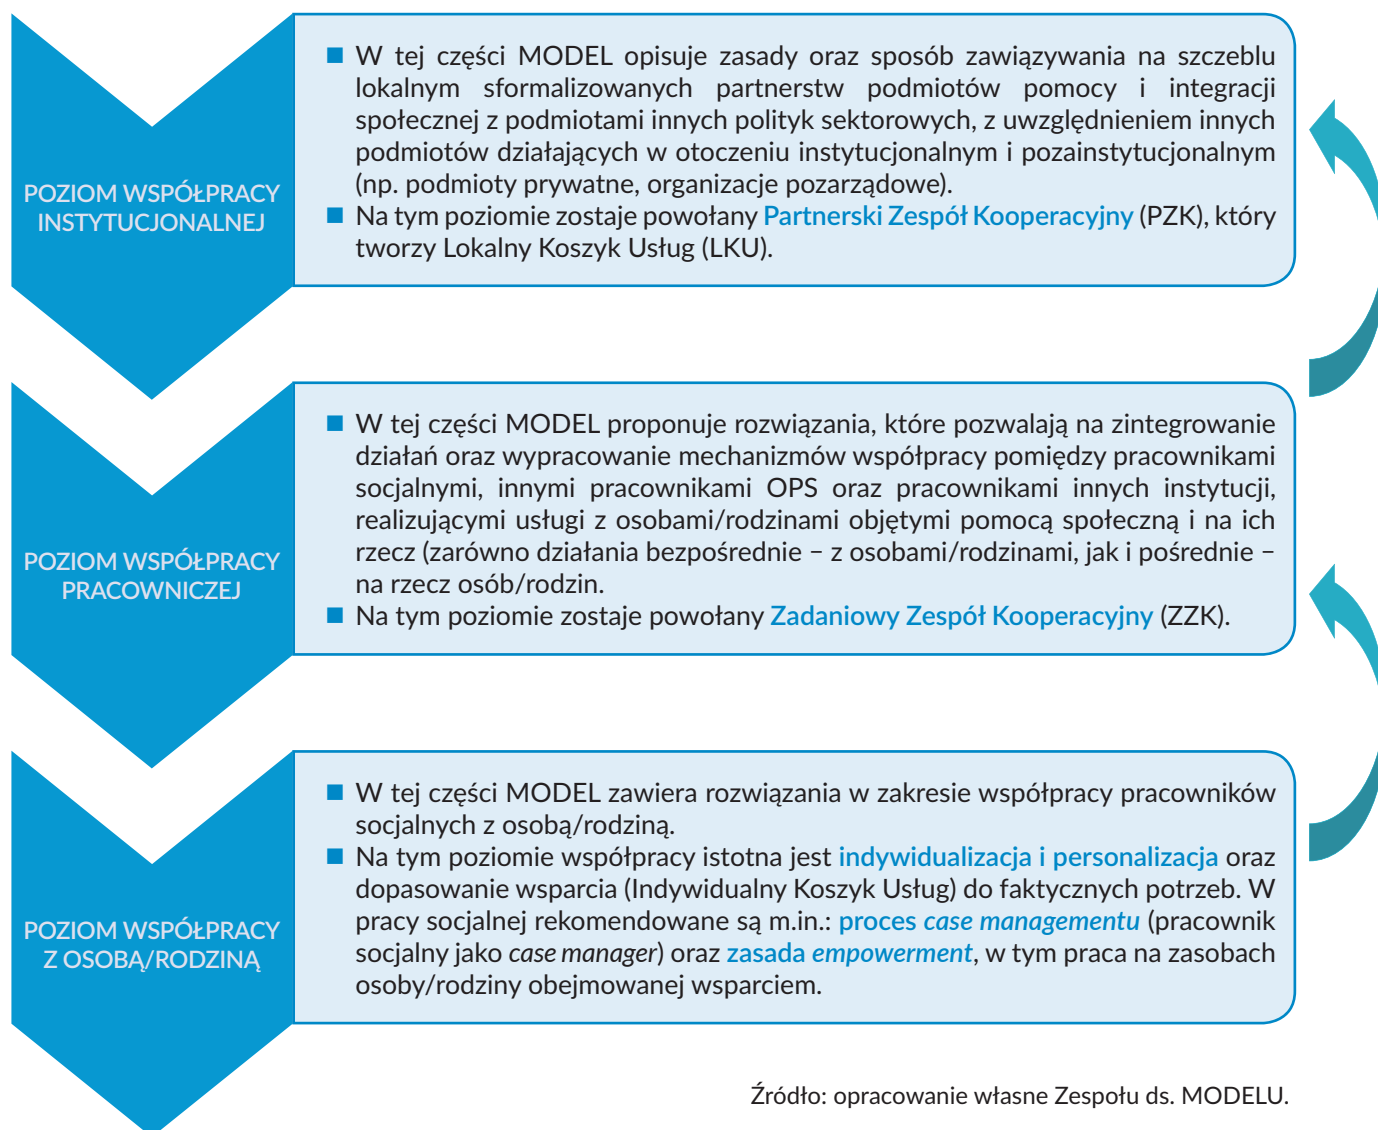 POZIOM WSPÓŁPRACY
INSTYTUCJONALNEJ
■ W tej części MODEL opisuje zasady oraz sposób zawiązywania na szczeblu
lokalnym sformalizowanych partnerstw podmiotów pomocy i integracji
społecznej z podmiotami innych polityk sektorowych, z uwzględnieniem innych
podmiotów działających w otoczeniu instytucjonalnym i pozainstytucjonalnym
(np. podmioty prywatne, organizacje pozarządowe).
■ Na tym poziomie zostaje powołany Partnerski Zespół Kooperacyjny (PZK), który
tworzy Lokalny Koszyk Usług (LKU).
POZIOM WSPÓŁPRACY
PRACOWNICZEJ
■ W tej części MODEL proponuje rozwiązania, które pozwalają na zintegrowanie
działań oraz wypracowanie mechanizmów współpracy pomiędzy pracownikami
socjalnymi, innymi pracownikami OPS oraz pracownikami innych instytucji,
realizującymi usługi z osobami/rodzinami objętymi pomocą społeczną i na ich
rzecz (zarówno działania bezpośrednie – z osobami/rodzinami, jak i pośrednie –
na rzecz osób/rodzin.
■ Na tym poziomie zostaje powołany Zadaniowy Zespół Kooperacyjny (ZZK).
POZIOM WSPÓŁPRACY
Z OSOBĄ/RODZINĄ
■ W tej części MODEL zawiera rozwiązania w zakresie współpracy pracowników
socjalnych z osobą/rodziną.
■ Na tym poziomie współpracy istotna jest indywidualizacja i personalizacja oraz
dopasowanie wsparcia (Indywidualny Koszyk Usług) do faktycznych potrzeb. W
pracy socjalnej rekomendowane są m.in.: proces case managementu (pracownik
socjalny jako case manager) oraz zasada empowerment, w tym praca na zasobach
osoby/rodziny obejmowanej wsparciem.
Źródło: opracowanie własne Zespołu ds. MODELU.